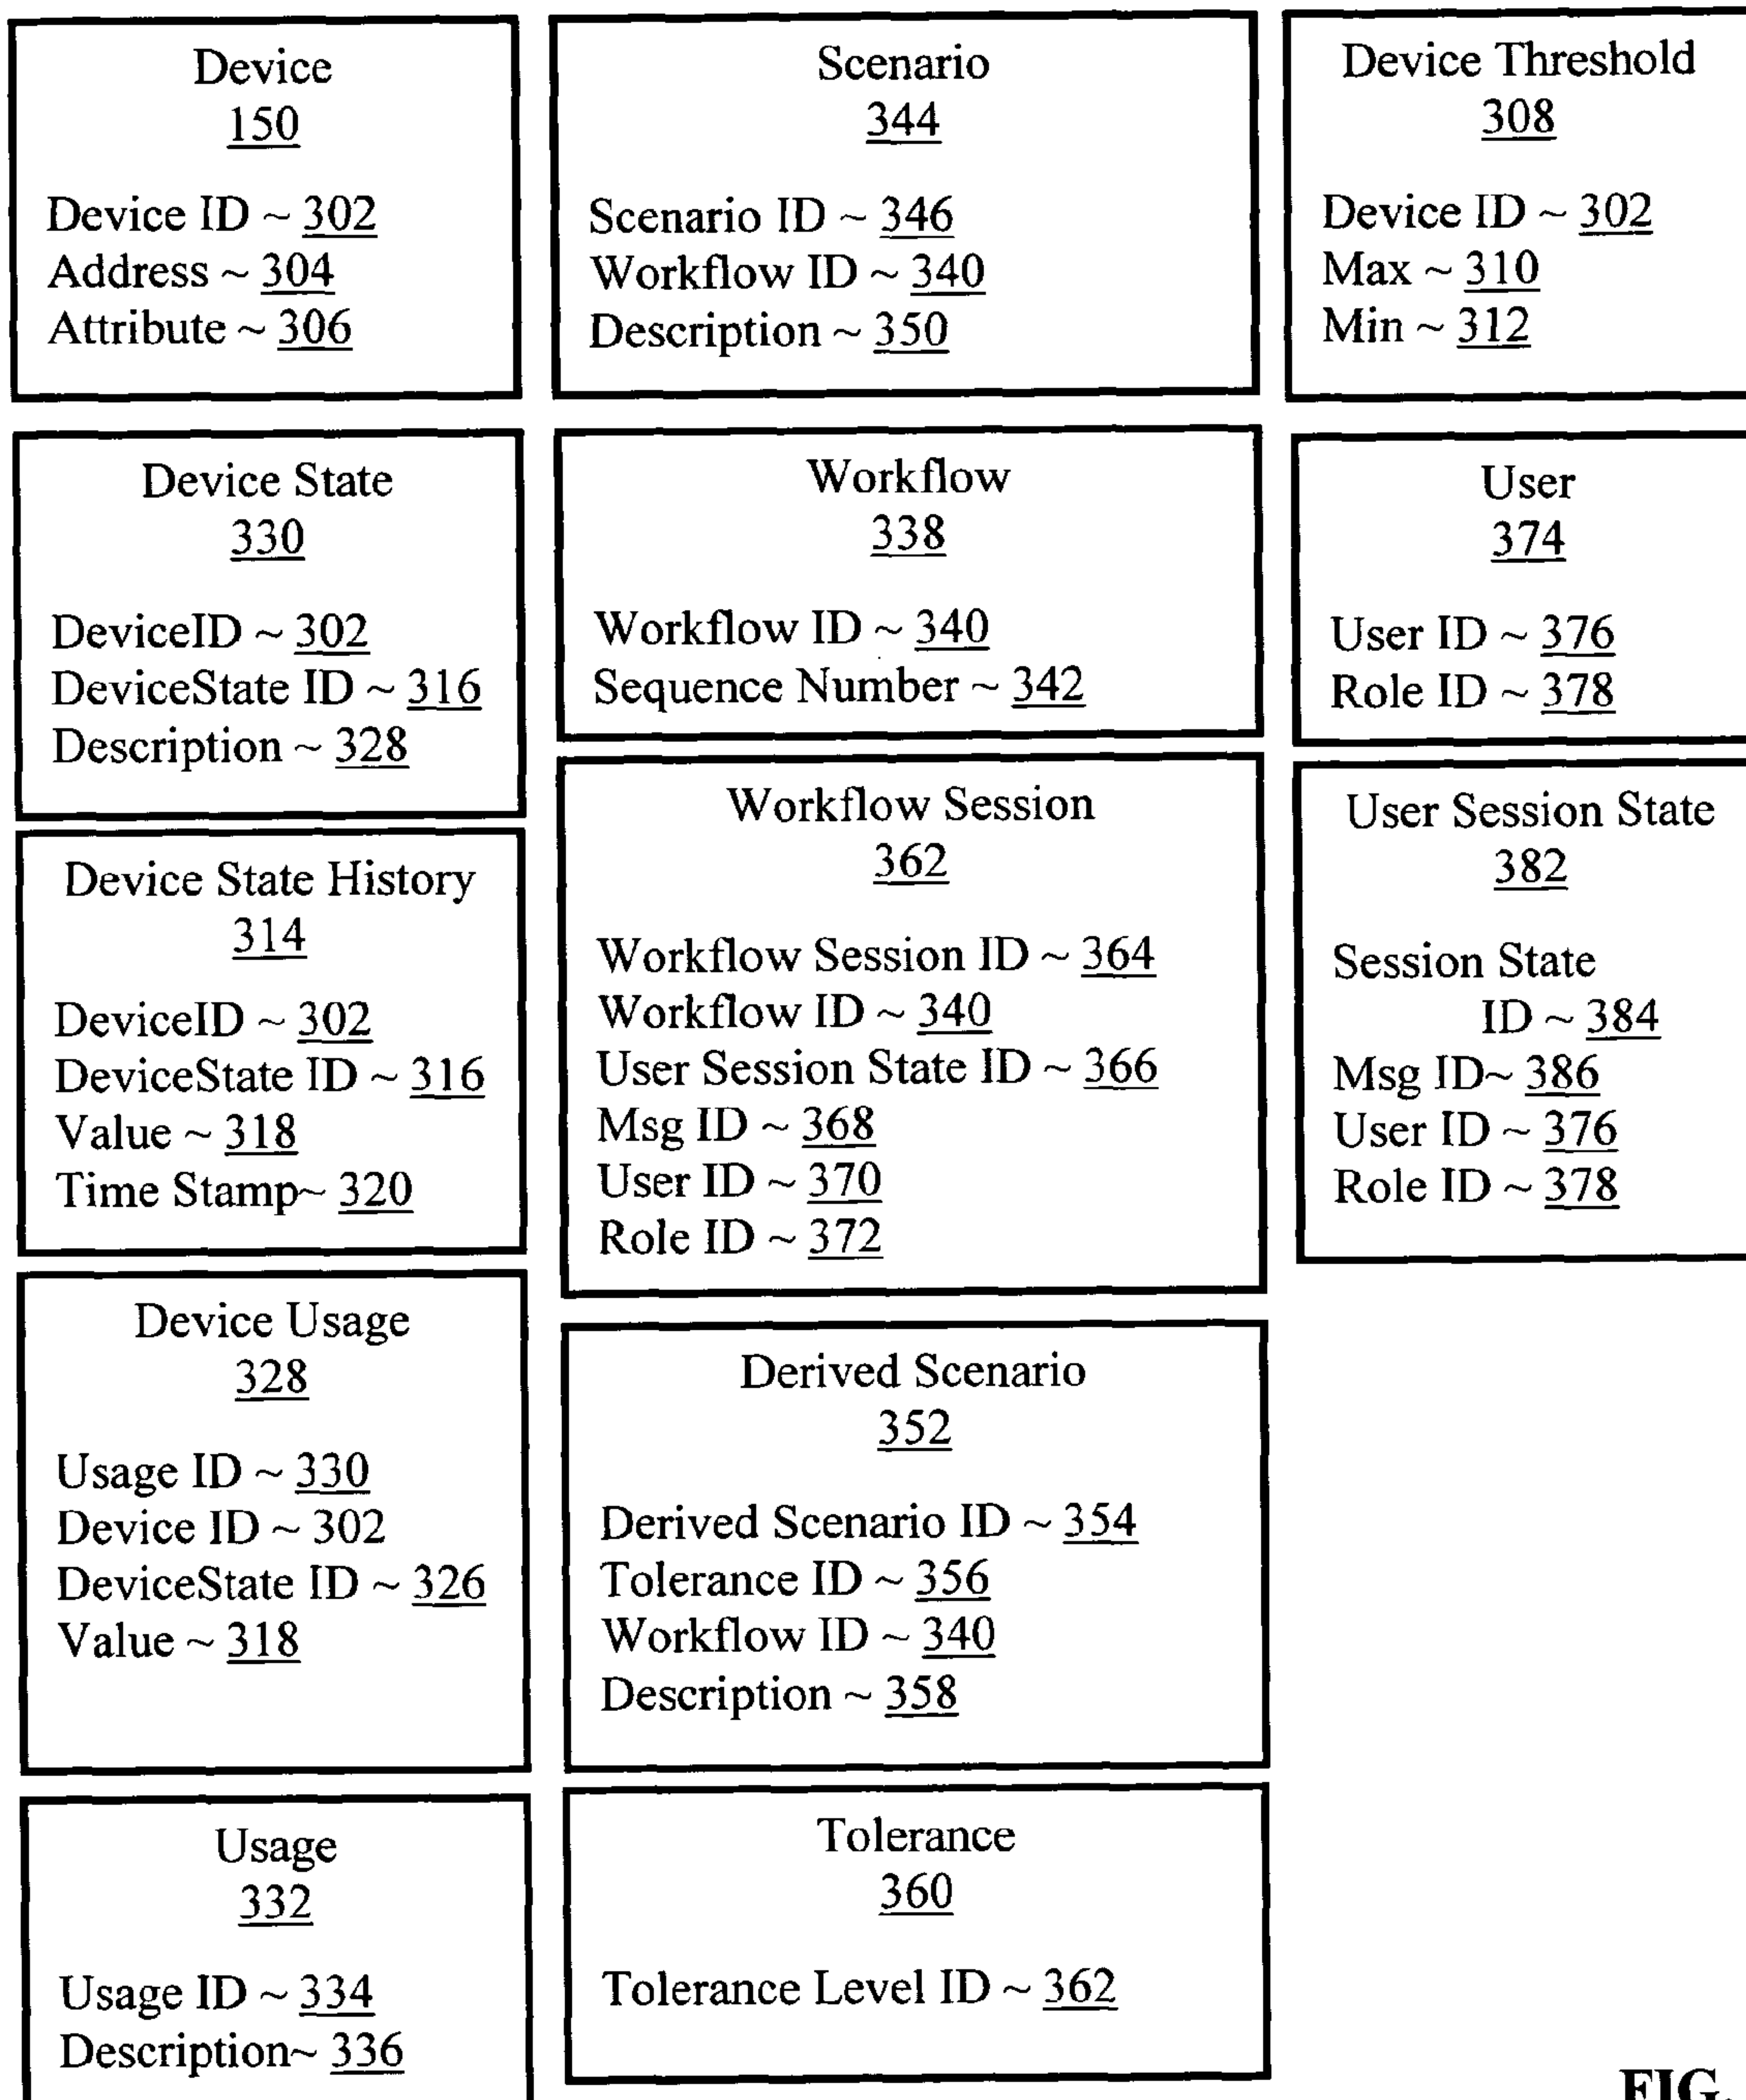 Device
150
Device ID ~ 302
Address ~ 304
Attribute ~ 306
Scenario
344
Scenario ID ~ 346
Workflow ID ~ 340
Description ~ 350
Device Threshold
308
Device ID ~ 302
Max ~ 310
Min ~ 312
Device State
330
DeviceID ~ 302
DeviceState ID ~ 316
Description ~ 328
Workflow
338
Workflow ID ~ 340
Sequence Number ~ 342
User
374
User ID ~ 376
Role ID ~ 378
Device State History
314
DeviceID ~ 302
DeviceState ID ~ 316
Value ~ 318
Time Stamp~ 320
Workflow Session
362
Workflow Session ID ~ 364
Workflow ID ~ 340
User Session State ID ~ 366
Msg ID ~ 368
User ID ~ 370
Role ID ~ 372
User Session State
382
Session State
ID ~ 384
Msg ID~ 386
User ID ~ 376
Role ID ~ 378
Device Usage
328
Usage ID ~ 330
Device ID ~ 302
DeviceState ID ~ 326
Value ~ 318
Derived Scenario
352
Derived Scenario ID ~ 354
Tolerance ID ~ 356
Workflow ID ~ 340
Description ~ 358
Usage
332
Usage ID ~ 334
Description~ 336
Tolerance
360
Tolerance Level ID ~ 362
FIG.